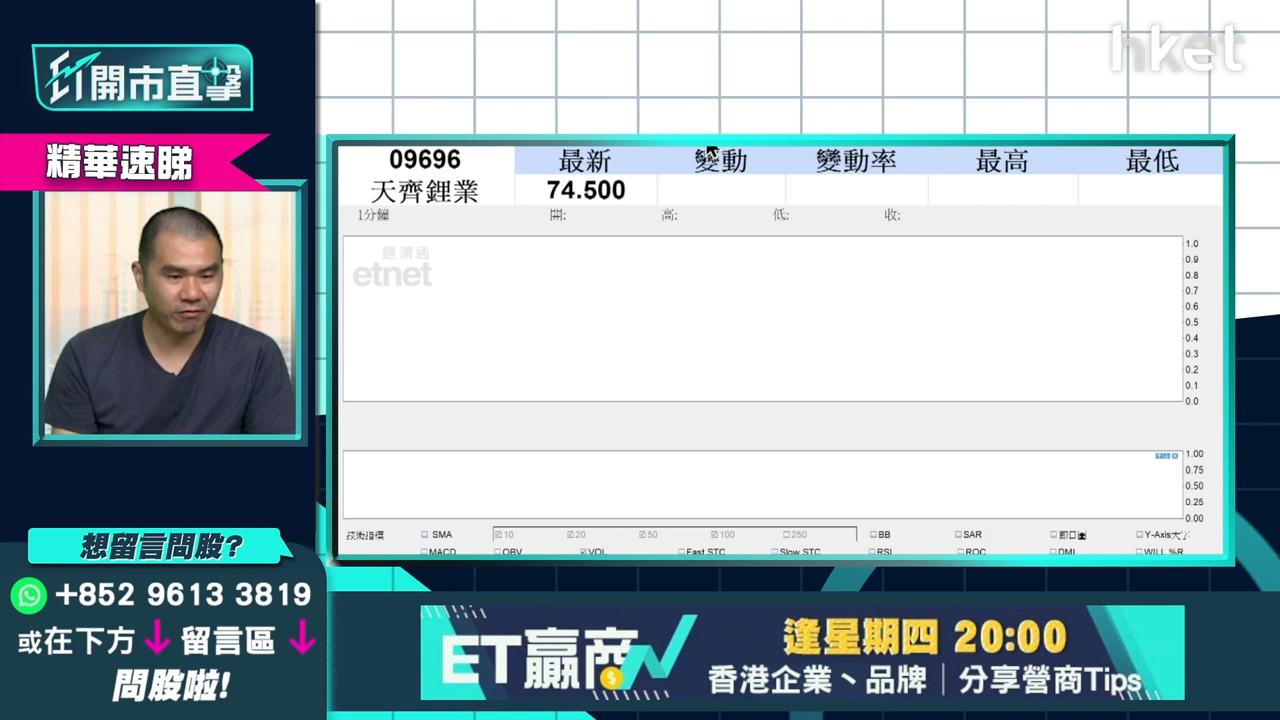 ET開市直擊
hket
精華速睇
09696
天齊鋰業
最新 變動 變動率 最高 最低
74.500
1分鐘 開: 高: 低: 收:
經濟通
etnet
1.0
0.9
0.8
0.7
0.6
0.5
0.4
0.3
0.2
0.1
0.0
1.00
0.75
0.50
0.25
0.00
技術指標 SMA 10 20 50 100 250 BB SAR Y-Axis
MACD OBV VOL Fast STC Slow STC RSI ROC DMI WILL %R
想留言問股?
+852 9613 3819
或在下方 留言區
問股啦!
ET贏商
逢星期四 20:00
香港企業、品牌｜分享營商Tips